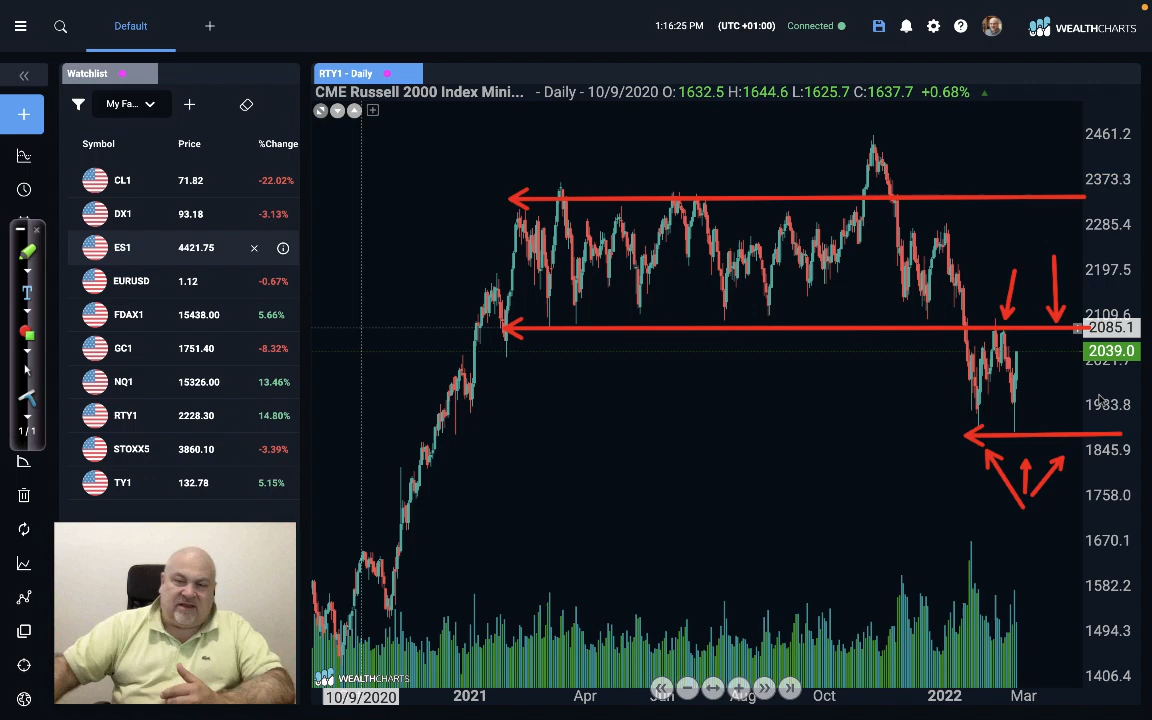 Default
1:16:25 PM (UTC +01:00) Connected
WEALTHCHARTS
Watchlist
My Fa...
Symbol Price %Change
CL1 71.82 -22.02%
DX1 93.18 -3.13%
ES1 4421.75
EURUSD 1.12 -0.67%
FDAX1 15438.00 5.66%
GC1 1751.40 -8.32%
NQ1 15326.00 13.46%
RTY1 2228.30 14.80%
STOXX5 3860.10 -3.39%
TY1 132.78 5.15%
1/1
T
RTY1 - Daily
CME Russell 2000 Index Mini... - Daily - 10/9/2020 O:1632.5 H:1644.6 L:1625.7 C:1637.7 +0.68%
2461.2
2373.3
2285.4
2197.5
2109.6
2085.1
2039.0
2021.7
1933.8
1845.9
1758.0
1670.1
1582.2
1494.3
1406.4
WEALTHCHARTS
10/9/2020 2021 Apr Jun Aug Oct 2022 Mar